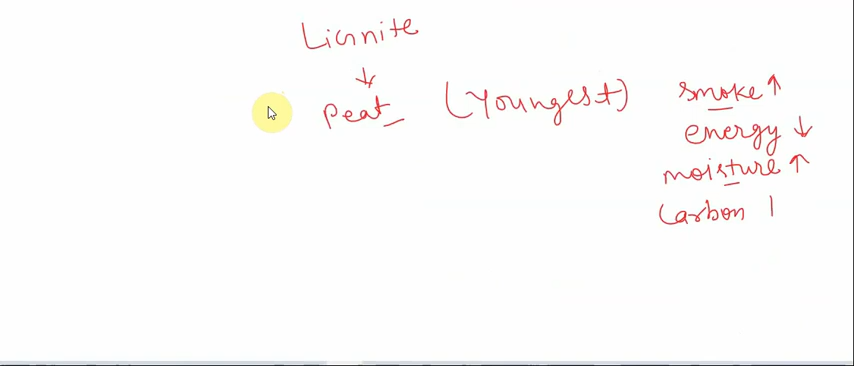 Lignite
↓
Peat (Youngest)
smoke ↑
energy ↓
moisture ↑
Carbon |